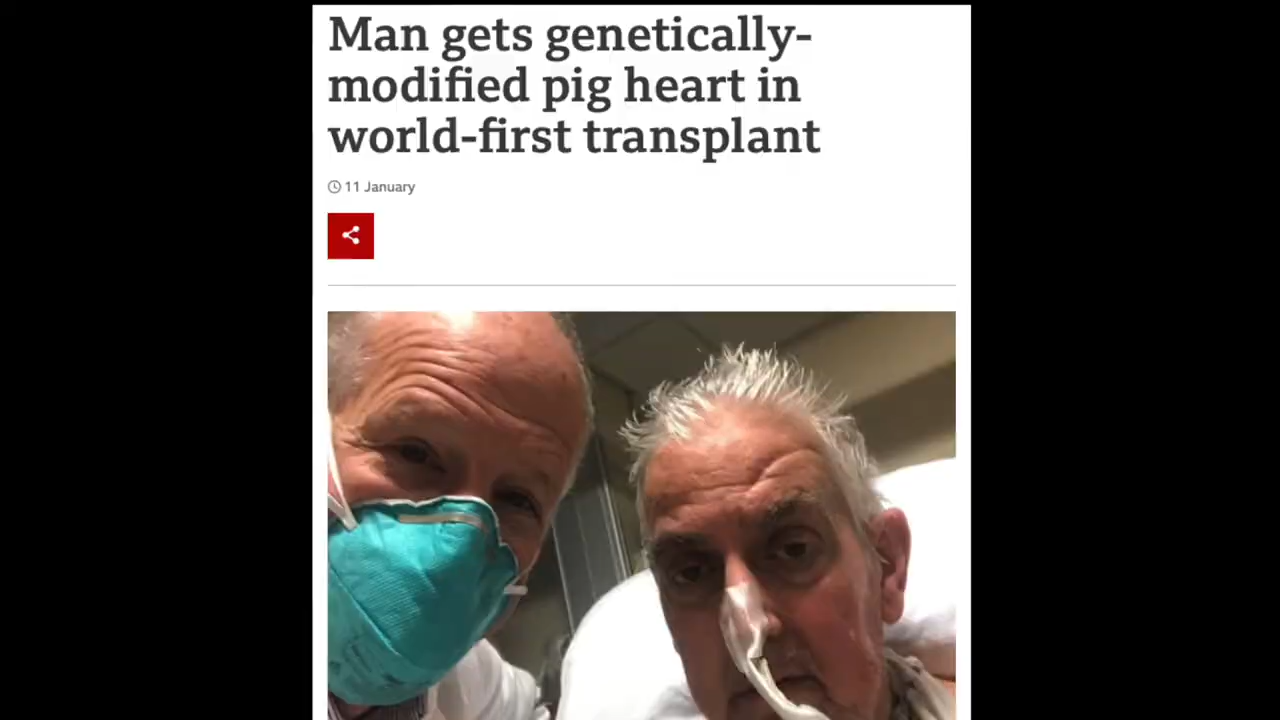 Man gets genetically-
modified pig heart in
world-first transplant
11 January